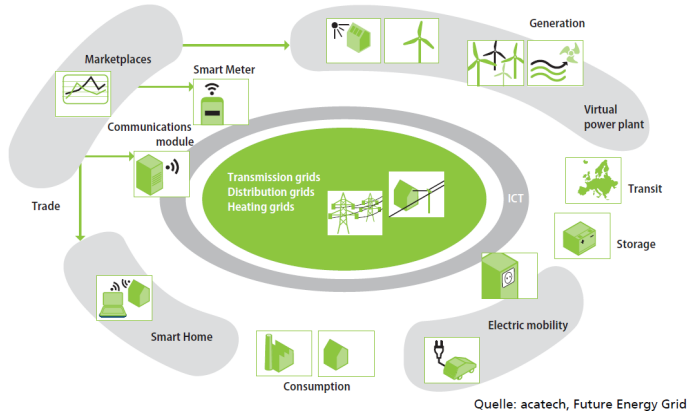 Generation
Marketplaces
Smart Meter
Virtual
power plant
Communications
module
Transmission grids
Distribution grids
Heating grids
ICT
Transit
Trade
Storage
Electric mobility
Smart Home
Consumption
Quelle: acatech, Future Energy Grid